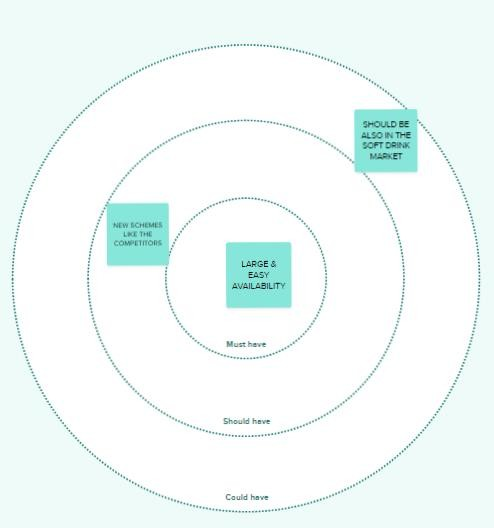 SHOULD BE
ALSO IN THE
SOFT DRINK
MARKET
NEW SCHEMES
LIKE THE
COMPETITORS
LARGE &
EASY
AVAILABILITY
Must have
Should have
Could have